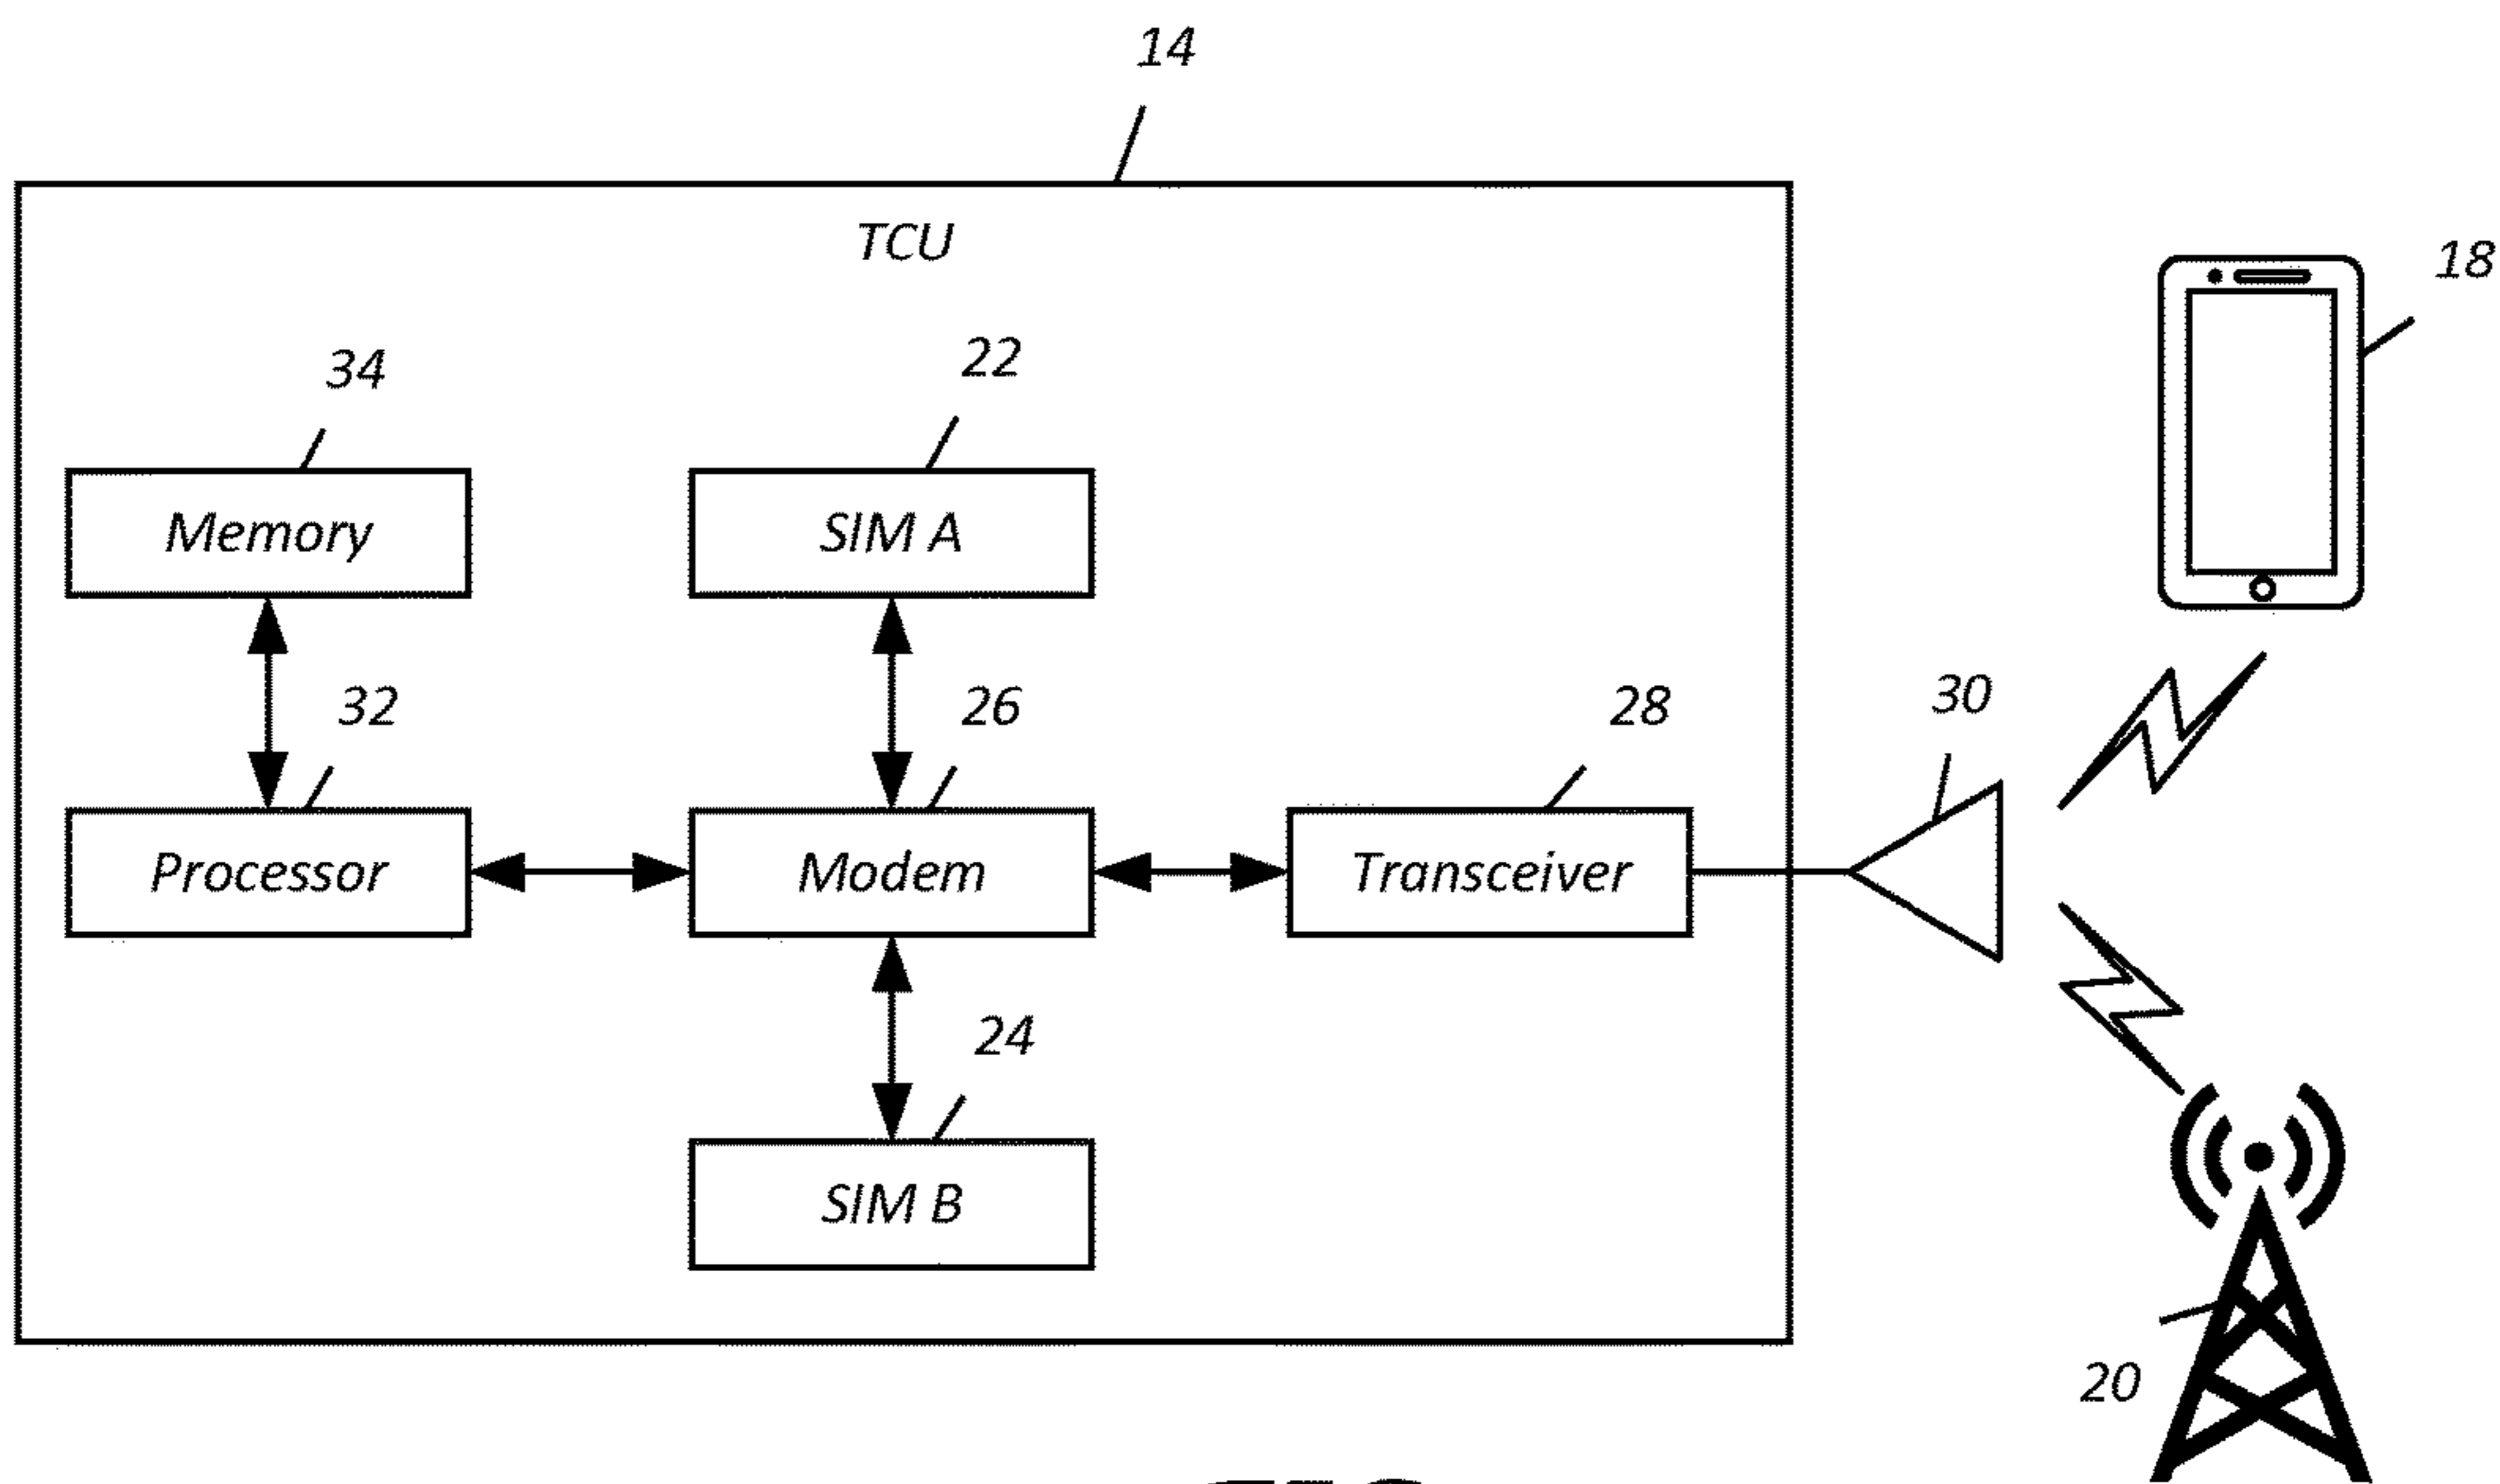 14
TCU
18
34
22
Memory
SIM A
32
26
28
30
Processor
Modem
Transceiver
24
SIM B
20